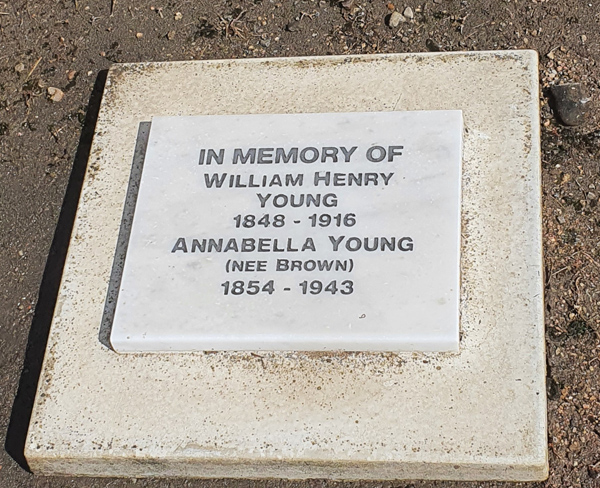 IN MEMORY OF
WILLIAM HENRY
YOUNG
1848 - 1916
ANNABELLA YOUNG
(NEE BROWN)
1854 - 1943